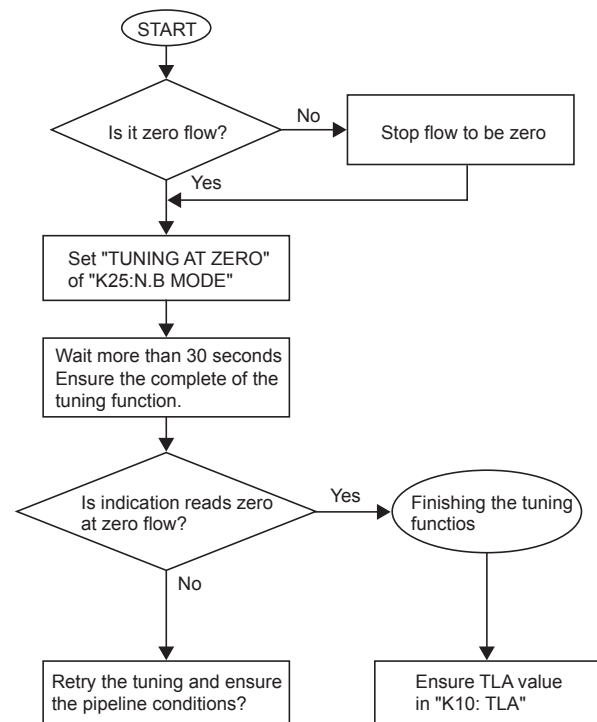 START
Is it zero flow?
No
Stop flow to be zero
Yes
Set "TUNING AT ZERO"
of "K25:N.B MODE"
Wait more than 30 seconds
Ensure the complete of the
tuning function.
Is indication reads zero
at zero flow?
Yes
Finishing the tuning
functios
No
Retry the tuning and ensure
the pipeline conditions?
Ensure TLA value
in "K10: TLA"